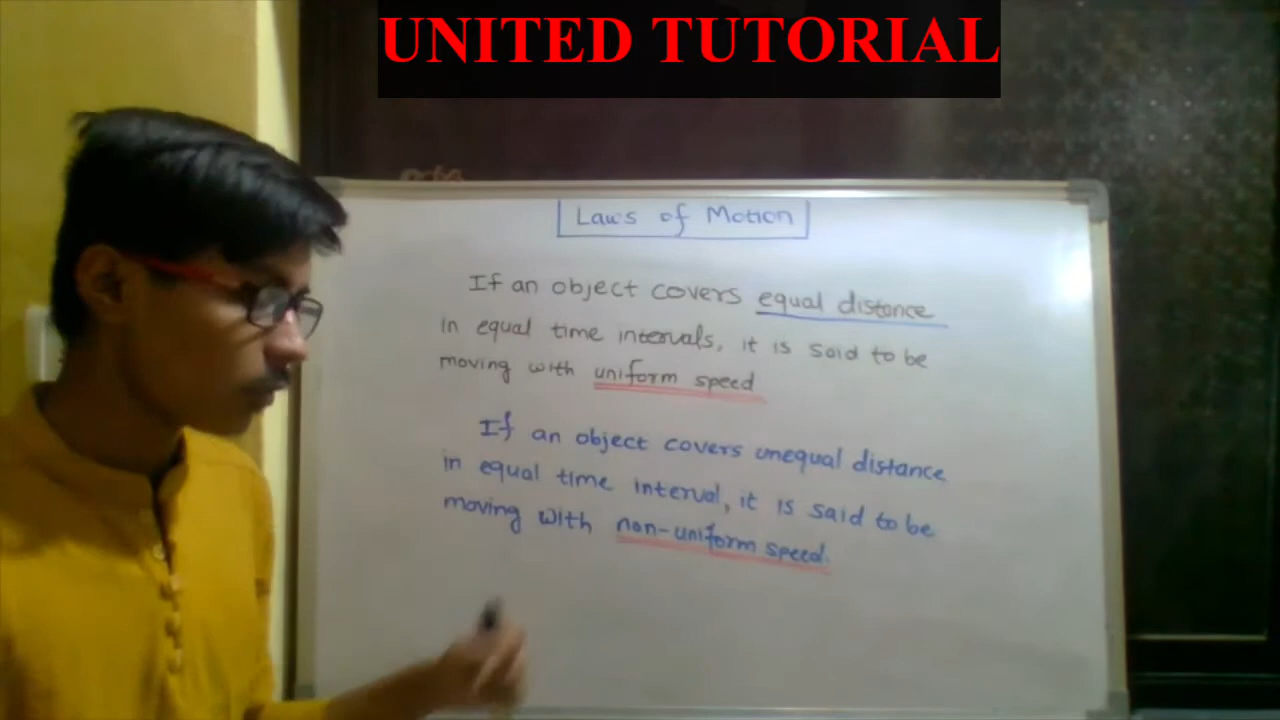 UNITED TUTORIAL
Laws of Motion
If an object covers equal distance
in equal time intervals, it is said to be
moving with uniform speed
If an object covers unequal distance
in equal time interval, it is said to be
moving with non-uniform speed.